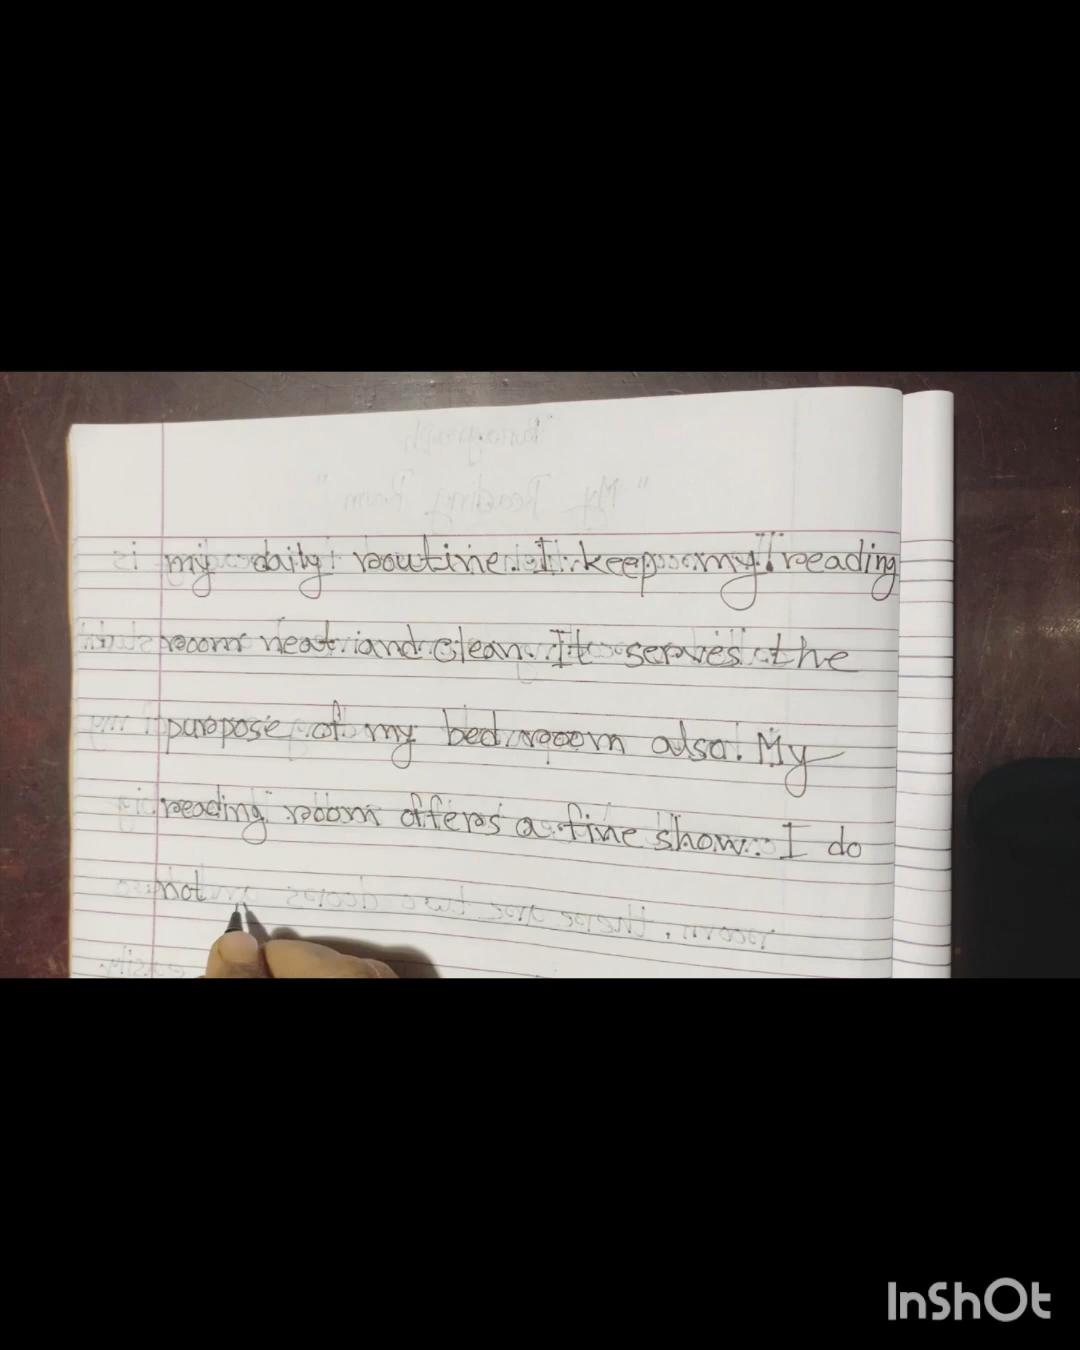 my daily routine. I keep my reading
room neat and clean. It serves the
purpose of my bed room also. My
reading room offers a fine show. I do
not
InShOt